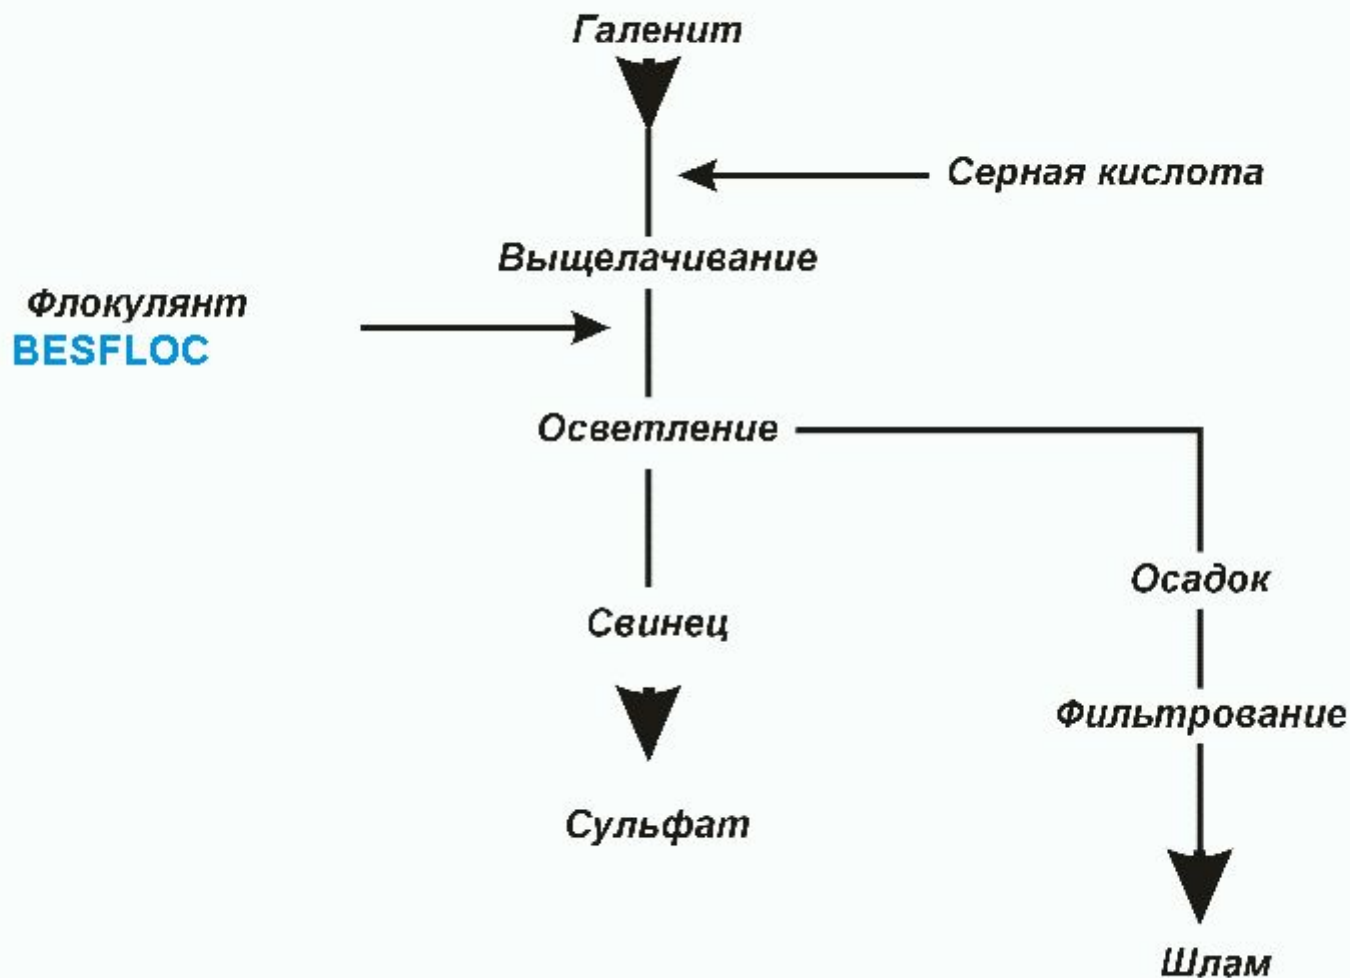 Галенит
Серная кислота
Выщелачивание
Флокулянт
BESFLOC
Осветление
Осадок
Свинец
Фильтрование
Сульфат
Шлам